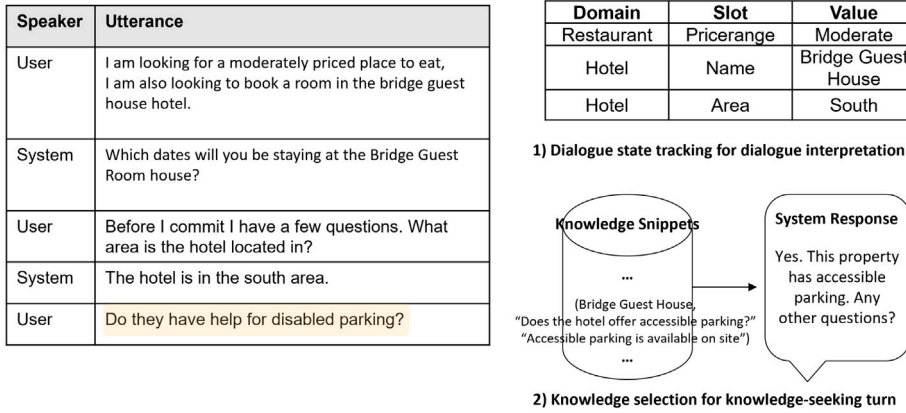 Speaker Utterance
User I am looking for a moderately priced place to eat,
I am also looking to book a room in the bridge guest
house hotel.
System Which dates will you be staying at the Bridge Guest
Room house?
User Before I commit I have a few questions. What
area is the hotel located in?
System The hotel is in the south area.
User Do they have help for disabled parking?
Domain Slot Value
Restaurant Pricerange Moderate
Hotel Name Bridge Guest
House
Hotel Area South
1) Dialogue state tracking for dialogue interpretation
Knowledge Snippets
...
(Bridge Guest House,
"Does the hotel offer accessible parking?"
"Accessible parking is available on site")
...
System Response
Yes. This property
has accessible
parking. Any
other questions?
2) Knowledge selection for knowledge-seeking turn